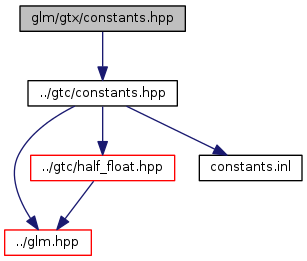 glm/gtx/constants.hpp
../gtc/constants.hpp
../gtc/half_float.hpp
constants.inl
../glm.hpp